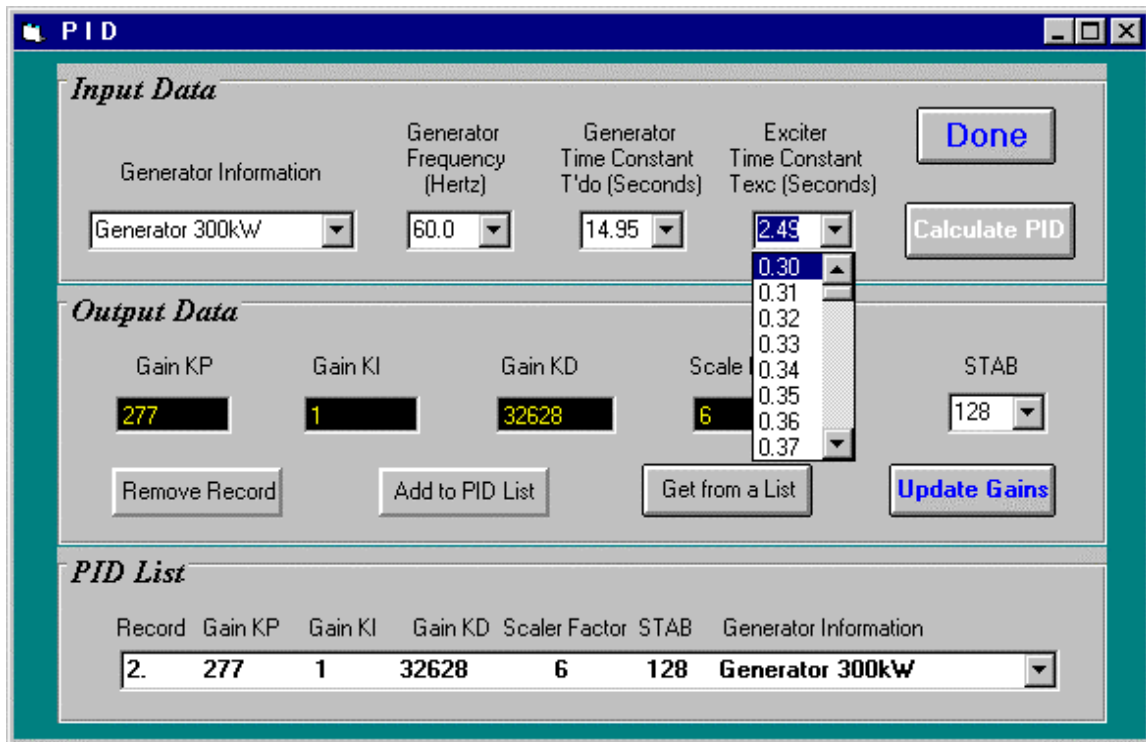 PID
Input Data
Generator Information
Generator
Frequency
(Hertz)
Generator
Time Constant
T'do (Seconds)
Exciter
Time Constant
Texc (Seconds)
Done
Generator 300kW
60.0
14.95
2.49
Calculate PID
0.30
0.31
0.32
0.33
0.34
0.35
0.36
0.37
Output Data
Gain KP
Gain KI
Gain KD
STAB
277
1
32628
6
128
Remove Record
Add to PID List
Get from a List
Update Gains
PID List
Record Gain KP Gain KI Gain KD Scaler Factor STAB Generator Information
2. 277 1 32628 6 128 Generator 300kW